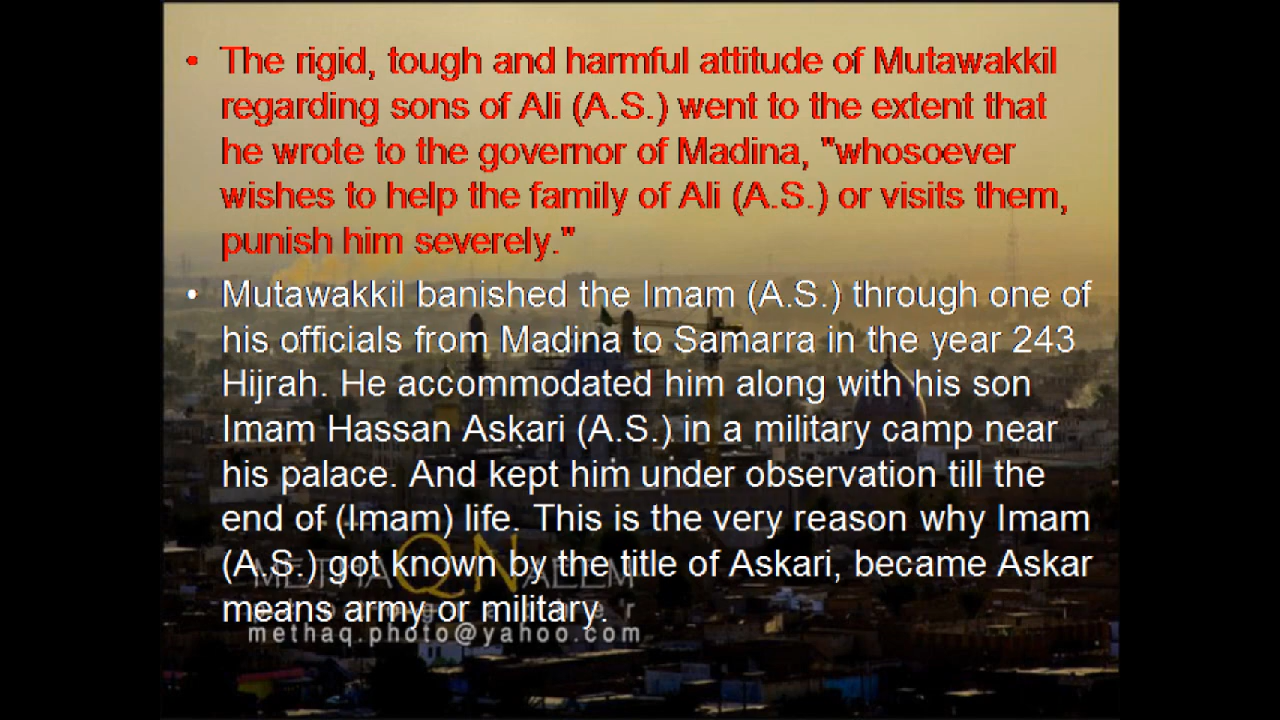 • The rigid, tough and harmful attitude of Mutawakkil
regarding sons of Ali (A.S.) went to the extent that
he wrote to the governor of Madina, "whosoever
wishes to help the family of Ali (A.S.) or visits them,
punish him severely."
• Mutawakkil banished the Imam (A.S.) through one of
his officials from Madina to Samarra in the year 243
Hijrah. He accommodated him along with his son
Imam Hassan Askari (A.S.) in a military camp near
his palace. And kept him under observation till the
end of (Imam) life. This is the very reason why Imam
(A.S.) got known by the title of Askari, became Askar
means army or military.
METHAQ NAEEM
methaq.photo@yahoo.com